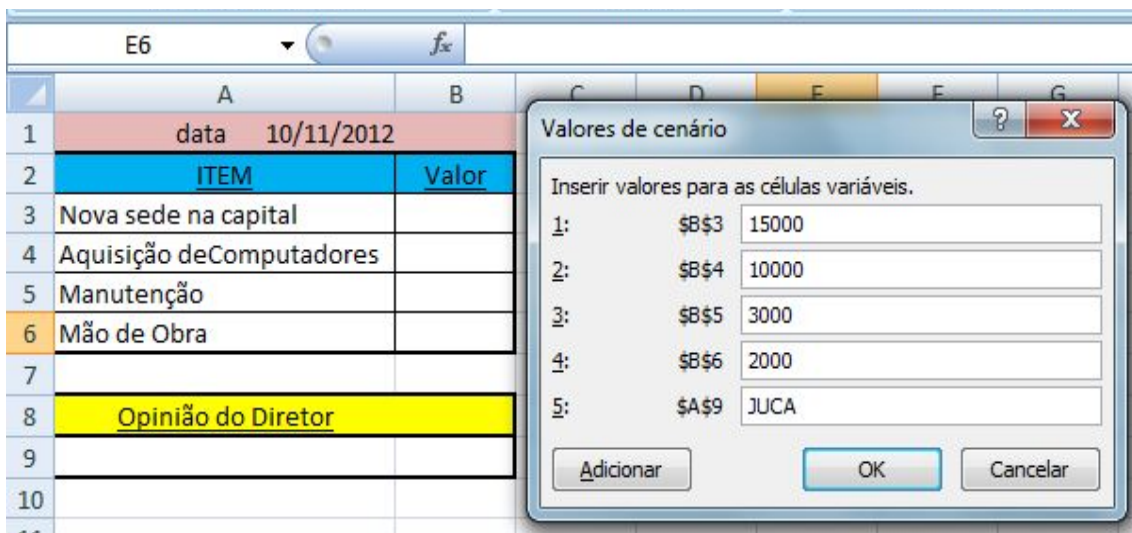 E6 fx
A B C D E F G
1 data 10/11/2012
2 ITEM Valor
3 Nova sede na capital
4 Aquisição deComputadores
5 Manutenção
6 Mão de Obra
7
8 Opinião do Diretor
9
10
Valores de cenário ? X
Inserir valores para as células variáveis.
1: $B$3 15000
2: $B$4 10000
3: $B$5 3000
4: $B$6 2000
5: $A$9 JUCA
Adicionar OK Cancelar